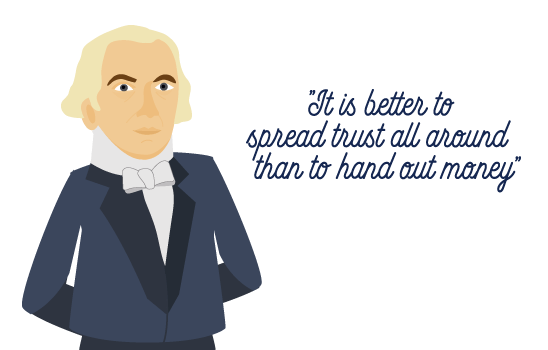 "It is better to
spread trust all around
than to hand out money"